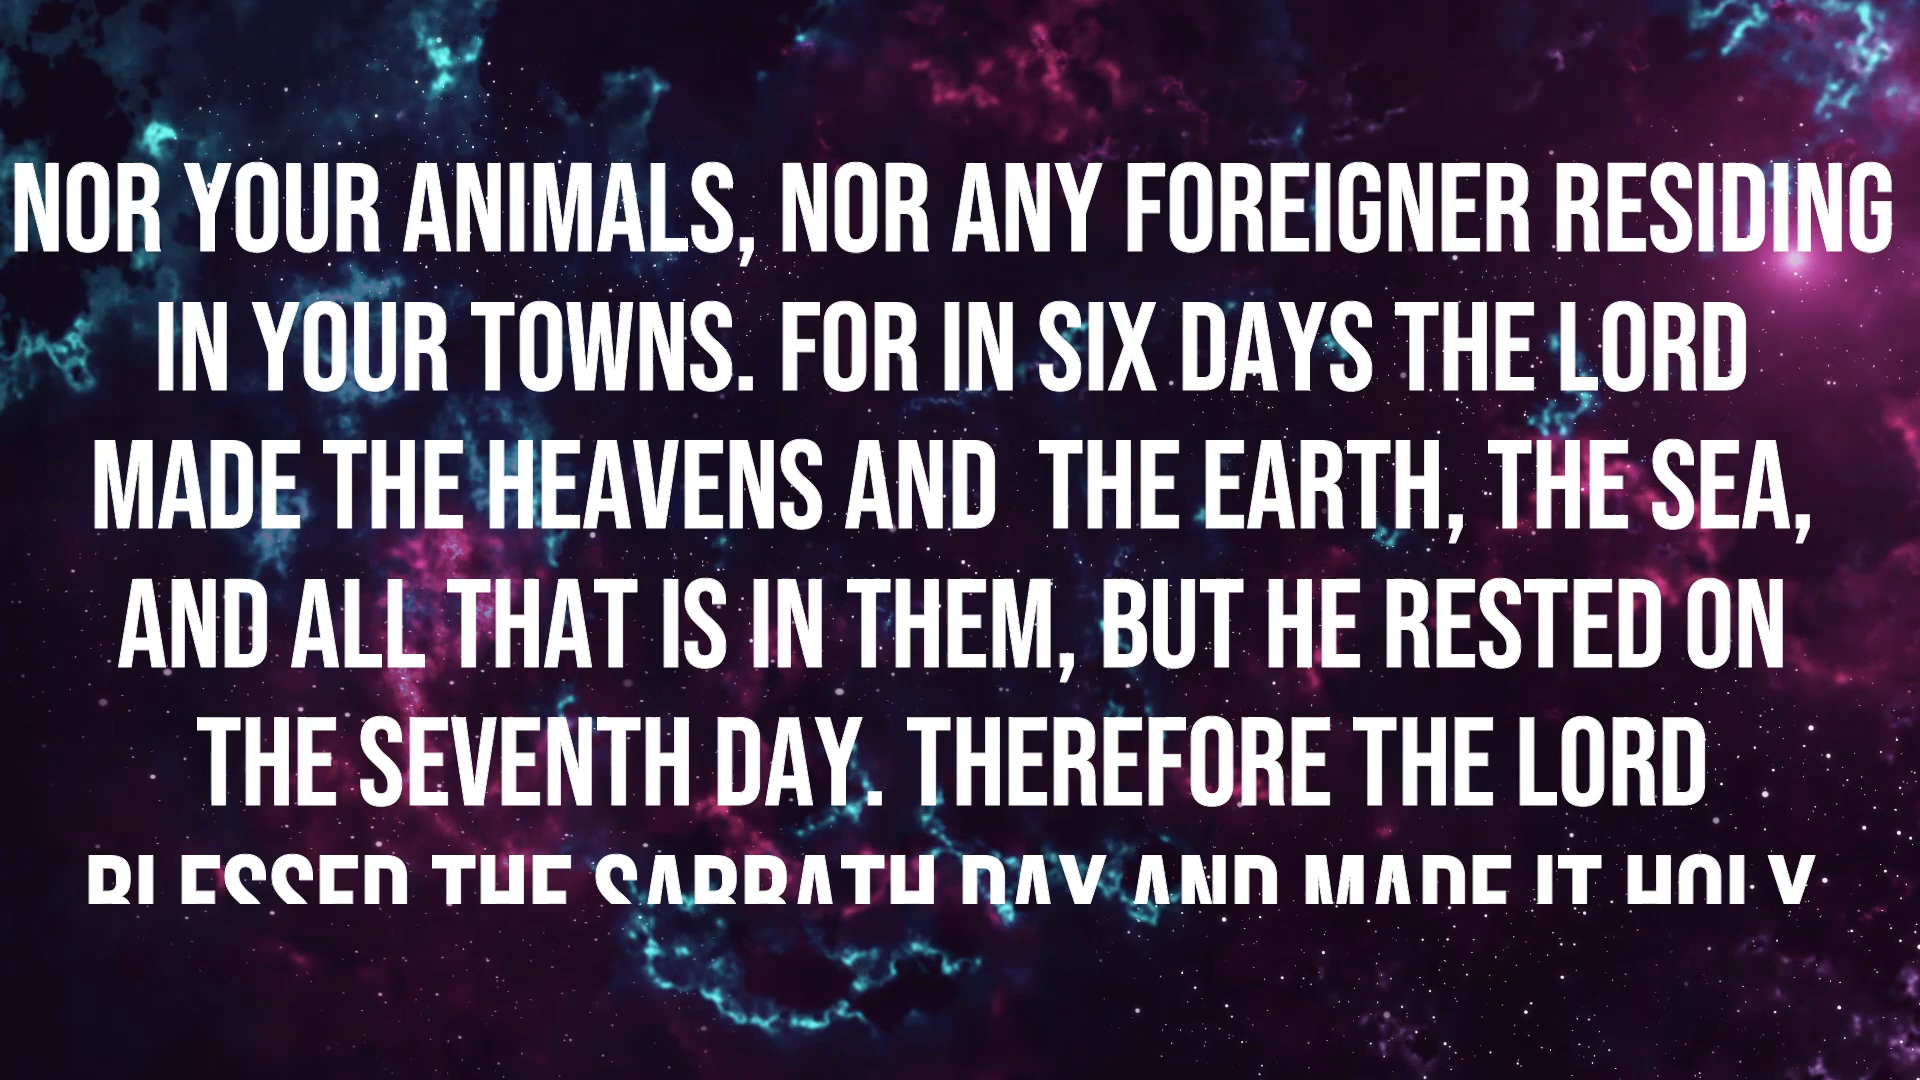 NOR YOUR ANIMALS, NOR ANY FOREIGNER RESIDING
IN YOUR TOWNS. FOR IN SIX DAYS THE LORD
MADE THE HEAVENS AND  THE EARTH, THE SEA,
AND ALL THAT IS IN THEM, BUT HE RESTED ON
THE SEVENTH DAY. THEREFORE THE LORD
BLESSED THE SABBATH DAY AND MADE IT HOLY